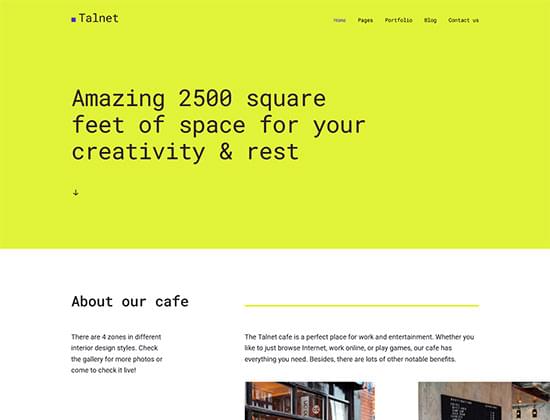 Talnet
Home Pages Portfolio Blog Contact us
Amazing 2500 square
feet of space for your
creativity & rest
↓
About our cafe
There are 4 zones in different
interior design styles. Check
the gallery for more photos or
come to check it live!
The Talnet cafe is a perfect place for work and entertainment. Whether you
like to just browse Internet, work online, or play games, our cafe has
everything you need. Besides, there are lots of other notable benefits.